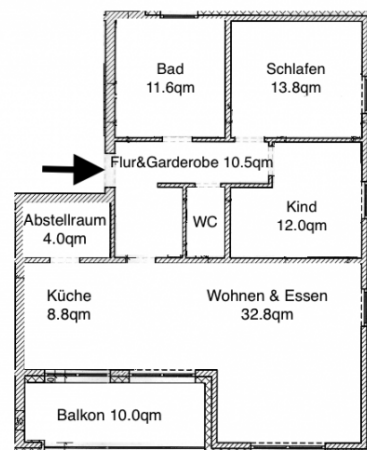 Bad
11.6qm
Schlafen
13.8qm
Flur&Garderobe 10.5qm
Abstellraum
4.0qm
WC
Kind
12.0qm
Küche
8.8qm
Wohnen & Essen
32.8qm
Balkon 10.0qm